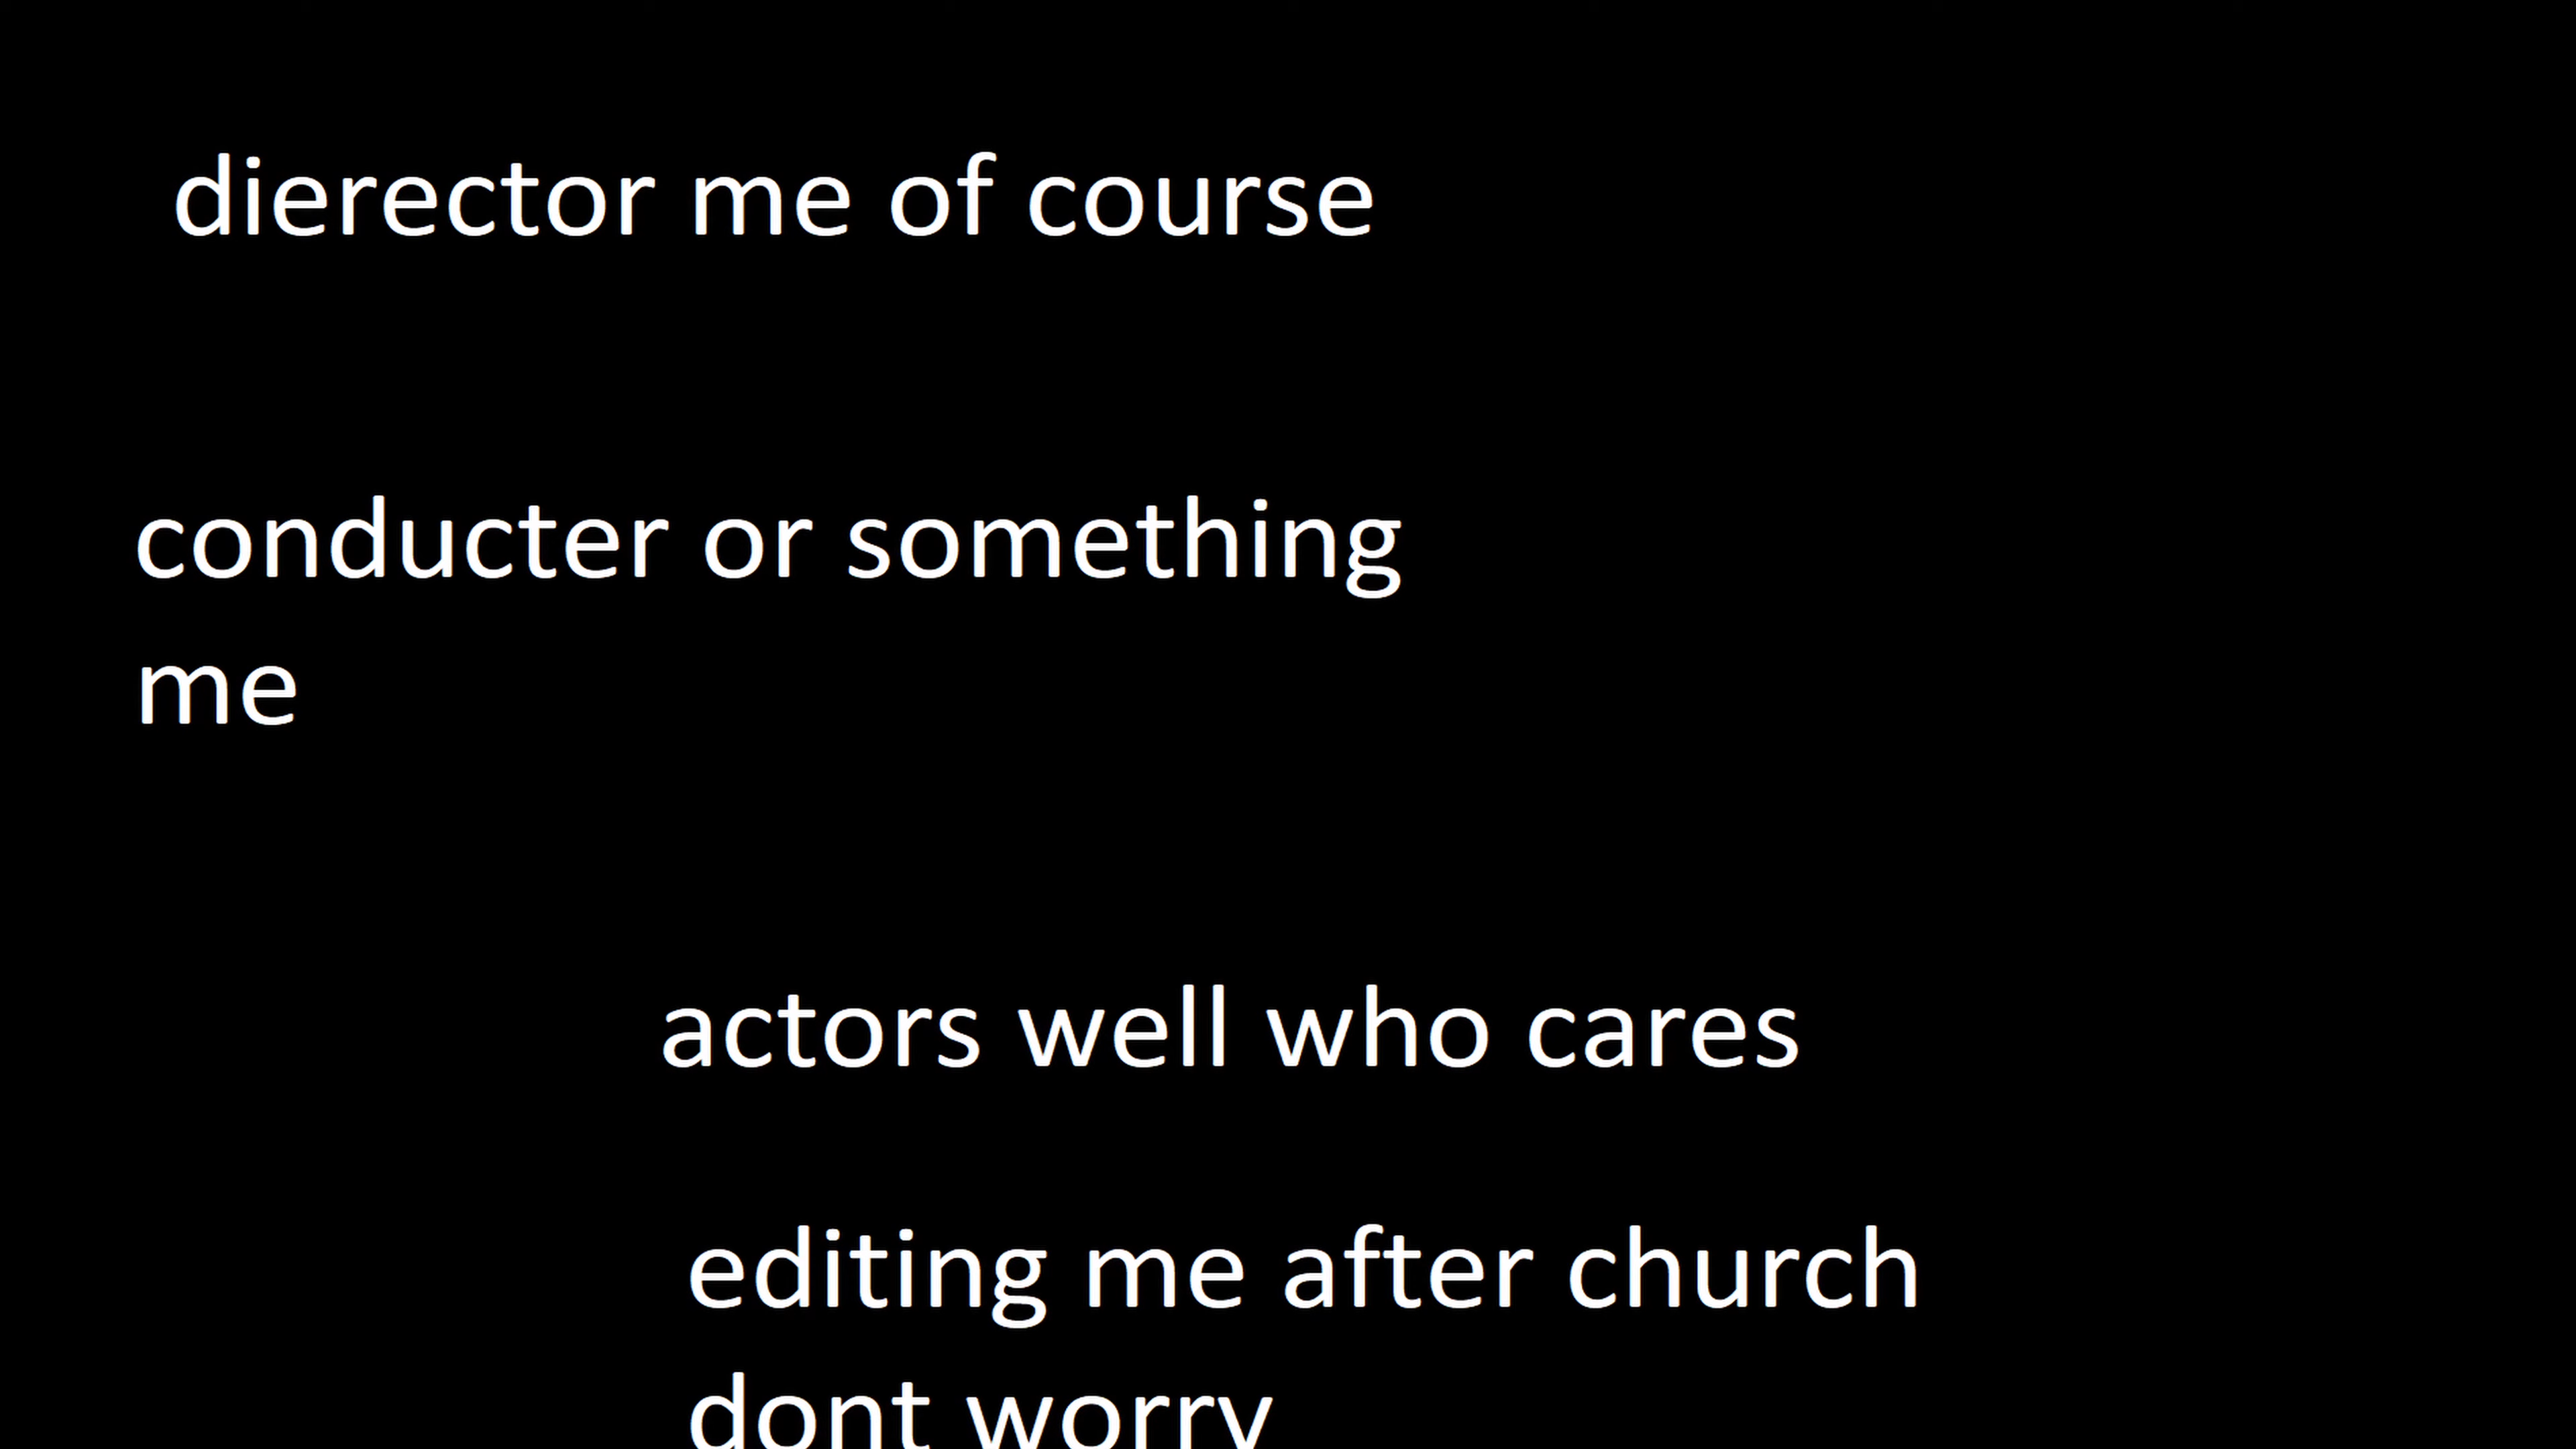 dierector me of course
conducter or something
me
actors well who cares
editing me after church
dont worry